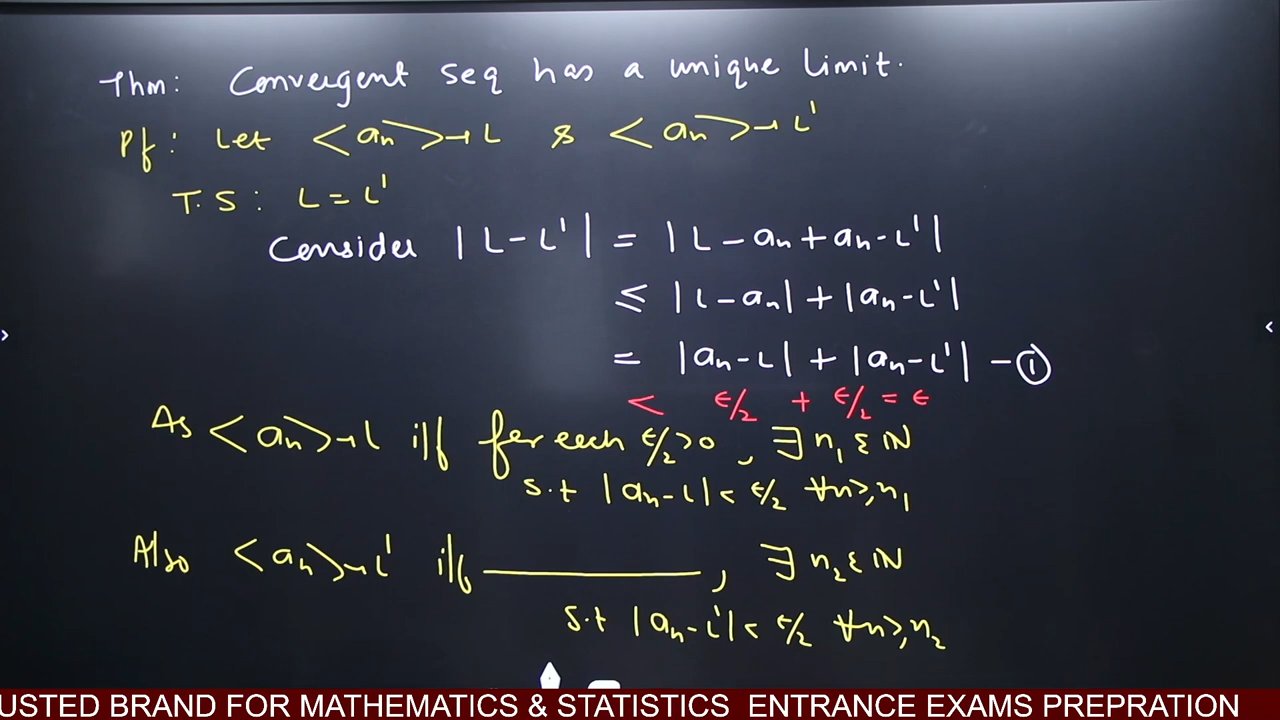 Thm: Convergent seq has a unique limit.
Pf: Let <an>→L & <an>→L'
T.S: L=L'
Consider |L-L'| = |L-an+an-L'|
≤ |L-an|+|an-L'|
= |an-L| + |an-L'| -①
< ε/2 + ε/2 = ε
As <an>→L iff for each ε/2>0, ∃ n1 ε IN
s.t |an-L|< ε/2 ∀n≥n1
Also <an>→L' iff ————, ∃ n2 ε IN
s.t |an-L'|< ε/2 ∀n≥n2
USTED BRAND FOR MATHEMATICS & STATISTICS ENTRANCE EXAMS PREPRATION